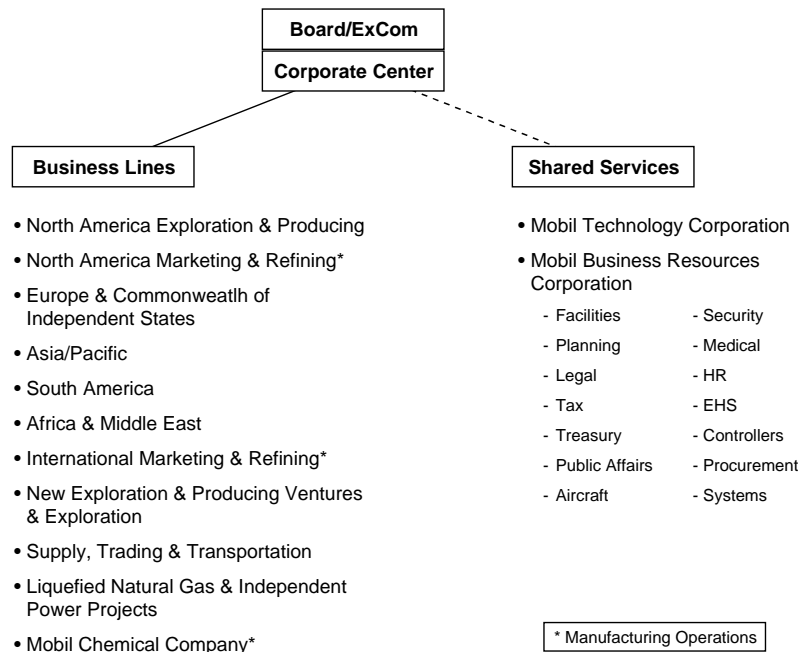 Board/ExCom
Corporate Center
Business Lines
• North America Exploration & Producing
• North America Marketing & Refining*
• Europe & Commonweatlh of
Independent States
• Asia/Pacific
• South America
• Africa & Middle East
• International Marketing & Refining*
• New Exploration & Producing Ventures
& Exploration
• Supply, Trading & Transportation
• Liquefied Natural Gas & Independent
Power Projects
• Mobil Chemical Company*
Shared Services
• Mobil Technology Corporation
• Mobil Business Resources
Corporation
- Facilities
- Planning
- Legal
- Tax
- Treasury
- Public Affairs
- Aircraft
- Security
- Medical
- HR
- EHS
- Controllers
- Procurement
- Systems
* Manufacturing Operations